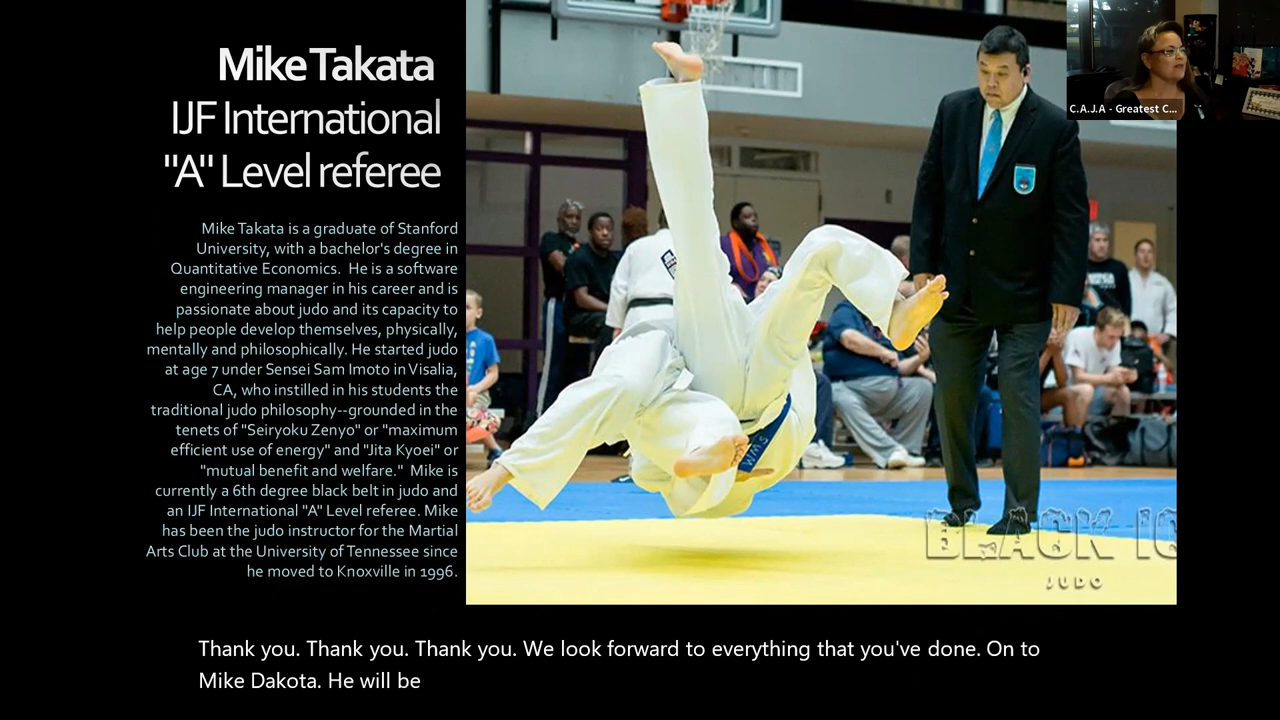 Mike Takata
IJF International
"A" Level referee
Mike Takata is a graduate of Stanford
University, with a bachelor's degree in
Quantitative Economics. He is a software
engineering manager in his career and is
passionate about judo and its capacity to
help people develop themselves, physically,
mentally and philosophically. He started judo
at age 7 under Sensei Sam Imoto in Visalia,
CA, who instilled in his students the
traditional judo philosophy--grounded in the
tenets of "Seiryoku Zenyo" or "maximum
efficient use of energy" and "Jita Kyoei" or
"mutual benefit and welfare." Mike is
currently a 6th degree black belt in judo and
an IJF International "A" Level referee. Mike
has been the judo instructor for the Martial
Arts Club at the University of Tennessee since
he moved to Knoxville in 1996.
C.A.J.A - Greatest C...
WMS
BLACK
JUDO
Thank you. Thank you. Thank you. We look forward to everything that you've done. On to
Mike Dakota. He will be